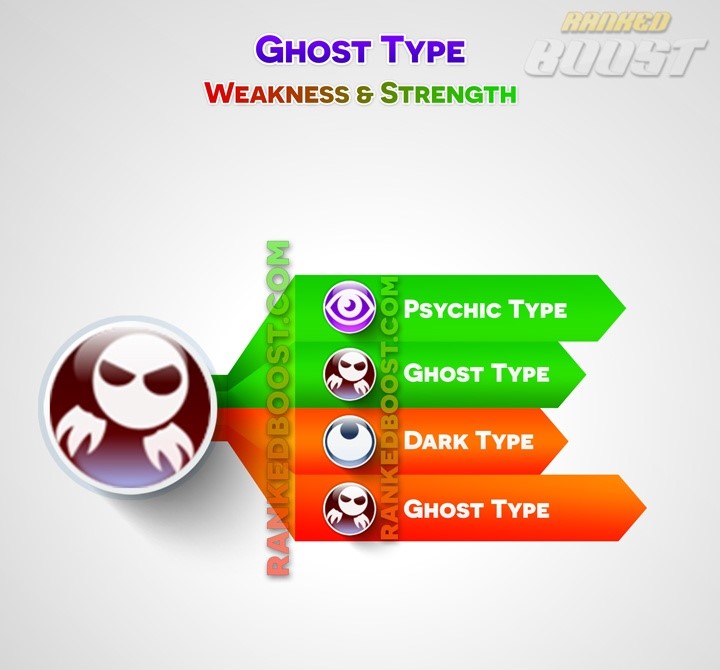 Ghost Type
RANKED
BOOST
Weakness & Strength
Psychic Type
Ghost Type
Dark Type
Ghost Type
RANKEDBOOST.COM
RANKEDBOOST.COM